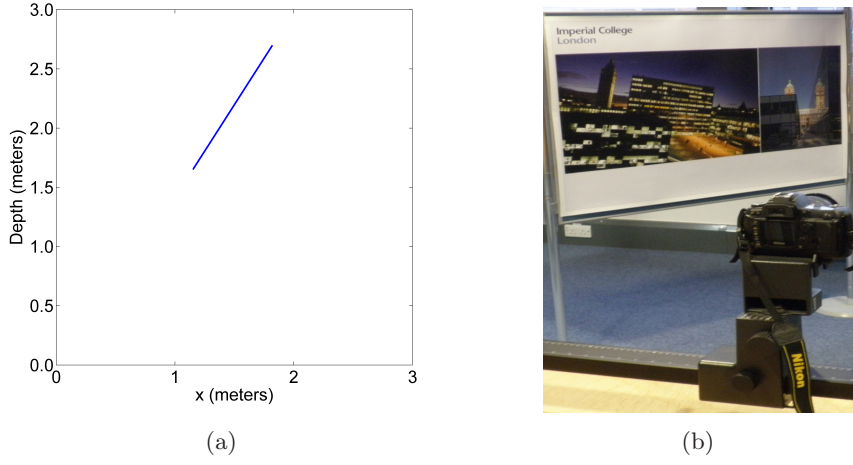 3.0
2.5
2.0
1.5
1.0
0.5
0.0
Depth (meters)
0 1 2 3
x (meters)
(a)
Imperial College
London
Nikon
(b)